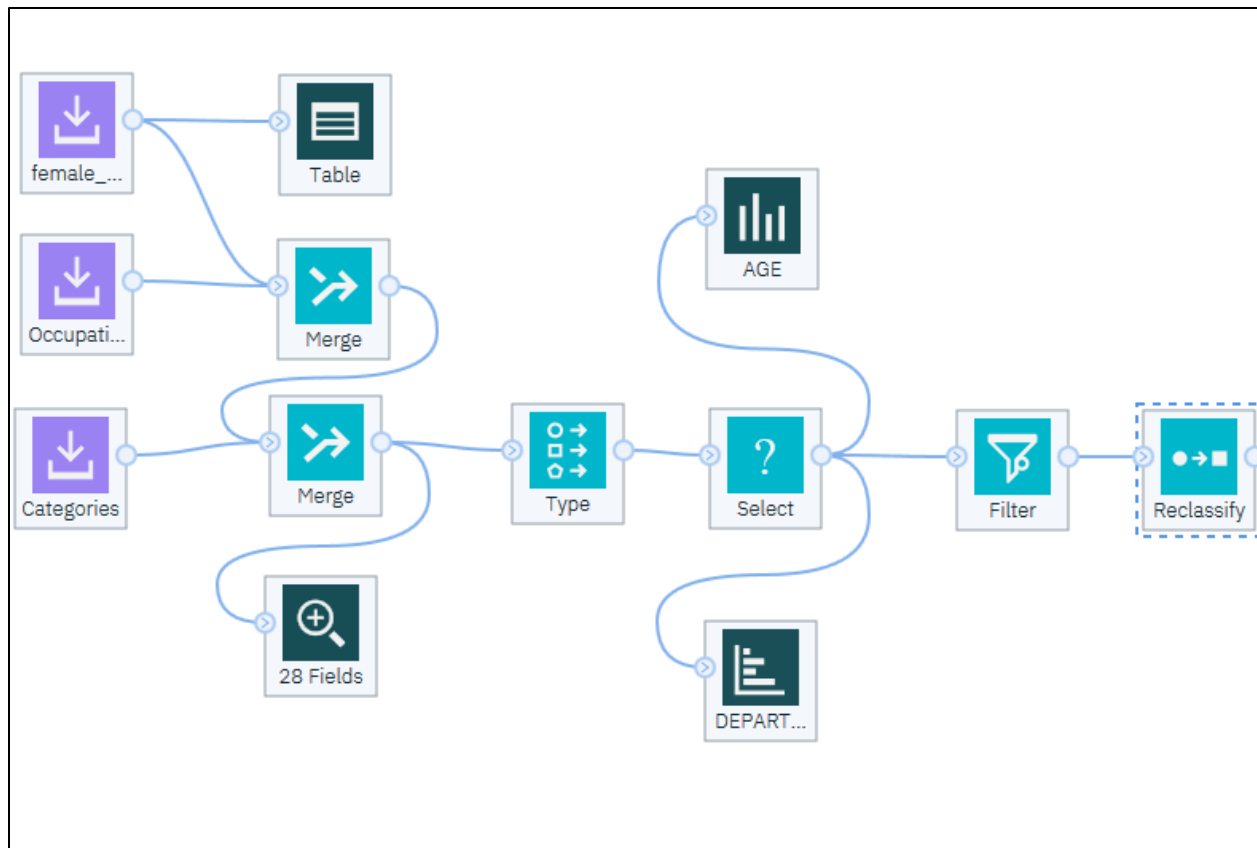 female_...
Table
Occupati...
Merge
AGE
Categories
Merge
Type
?
Select
Filter
Reclassify
28 Fields
DEPART...